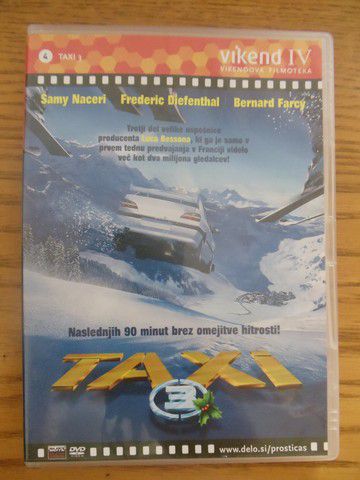 4 TAXI 3
vikend IV
VIKENDOVA FILMOTEKA
Samy Naceri Frederic Diefenthal Bernard Farcy
Tretji del velike uspešnice
producenta Luca Bessona, ki ga je samo v
prvem tednu predvajanja v Franciji videlo
več kot dva milijona gledalcev!
Naslednjih 90 minut brez omejitve hitrosti!
TAXI
3
DVD
www.delo.si/prosticas